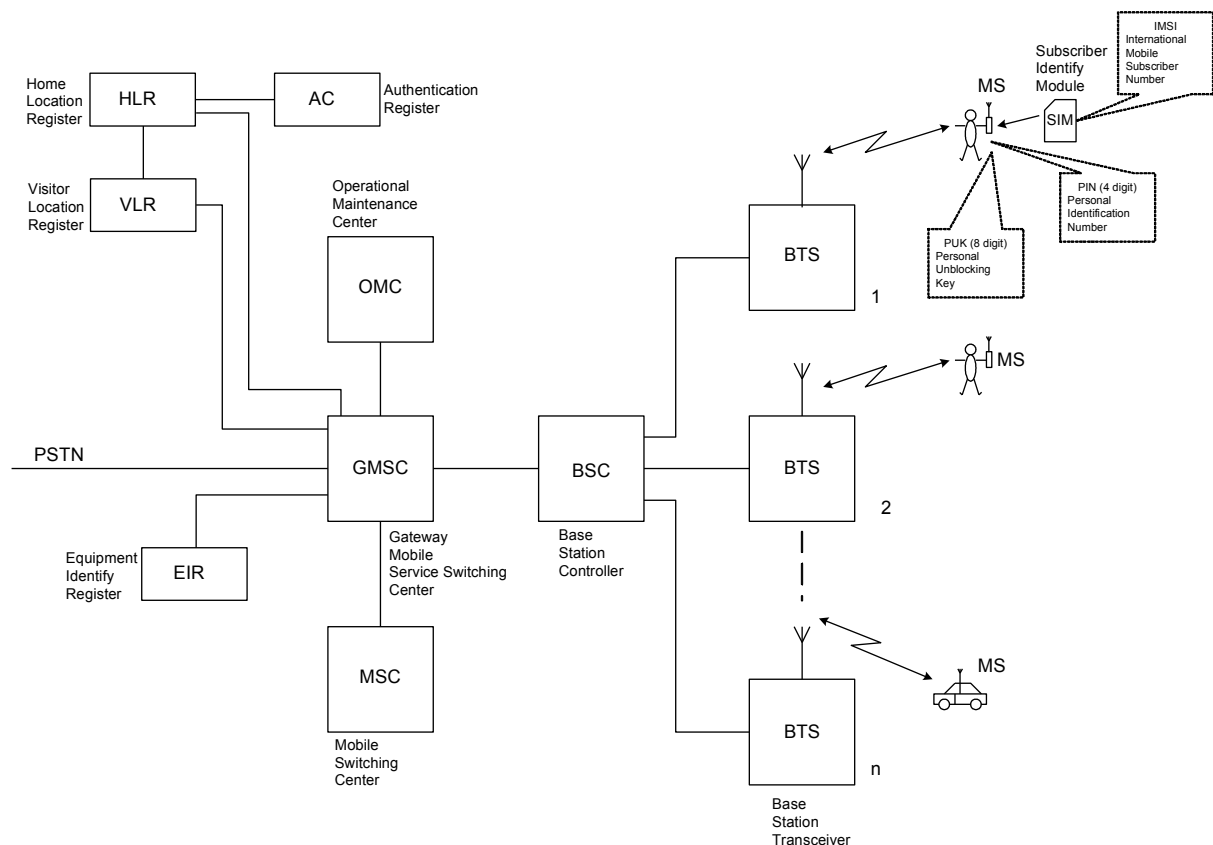 Home
Location
Register
HLR
AC
Authentication
Register
Visitor
Location
Register
VLR
Operational
Maintenance
Center
OMC
PSTN
GMSC
Gateway
Mobile
Service Switching
Center
Equipment
Identify
Register
EIR
MSC
Mobile
Switching
Center
BSC
Base
Station
Controller
BTS
1
MS
Subscriber
Identify
Module
SIM
IMSI
International
Mobile
Subscriber
Number
PIN (4 digit)
Personal
Identification
Number
PUK (8 digit)
Personal
Unblocking
Key
BTS
2
MS
BTS
n
MS
Base
Station
Transceiver